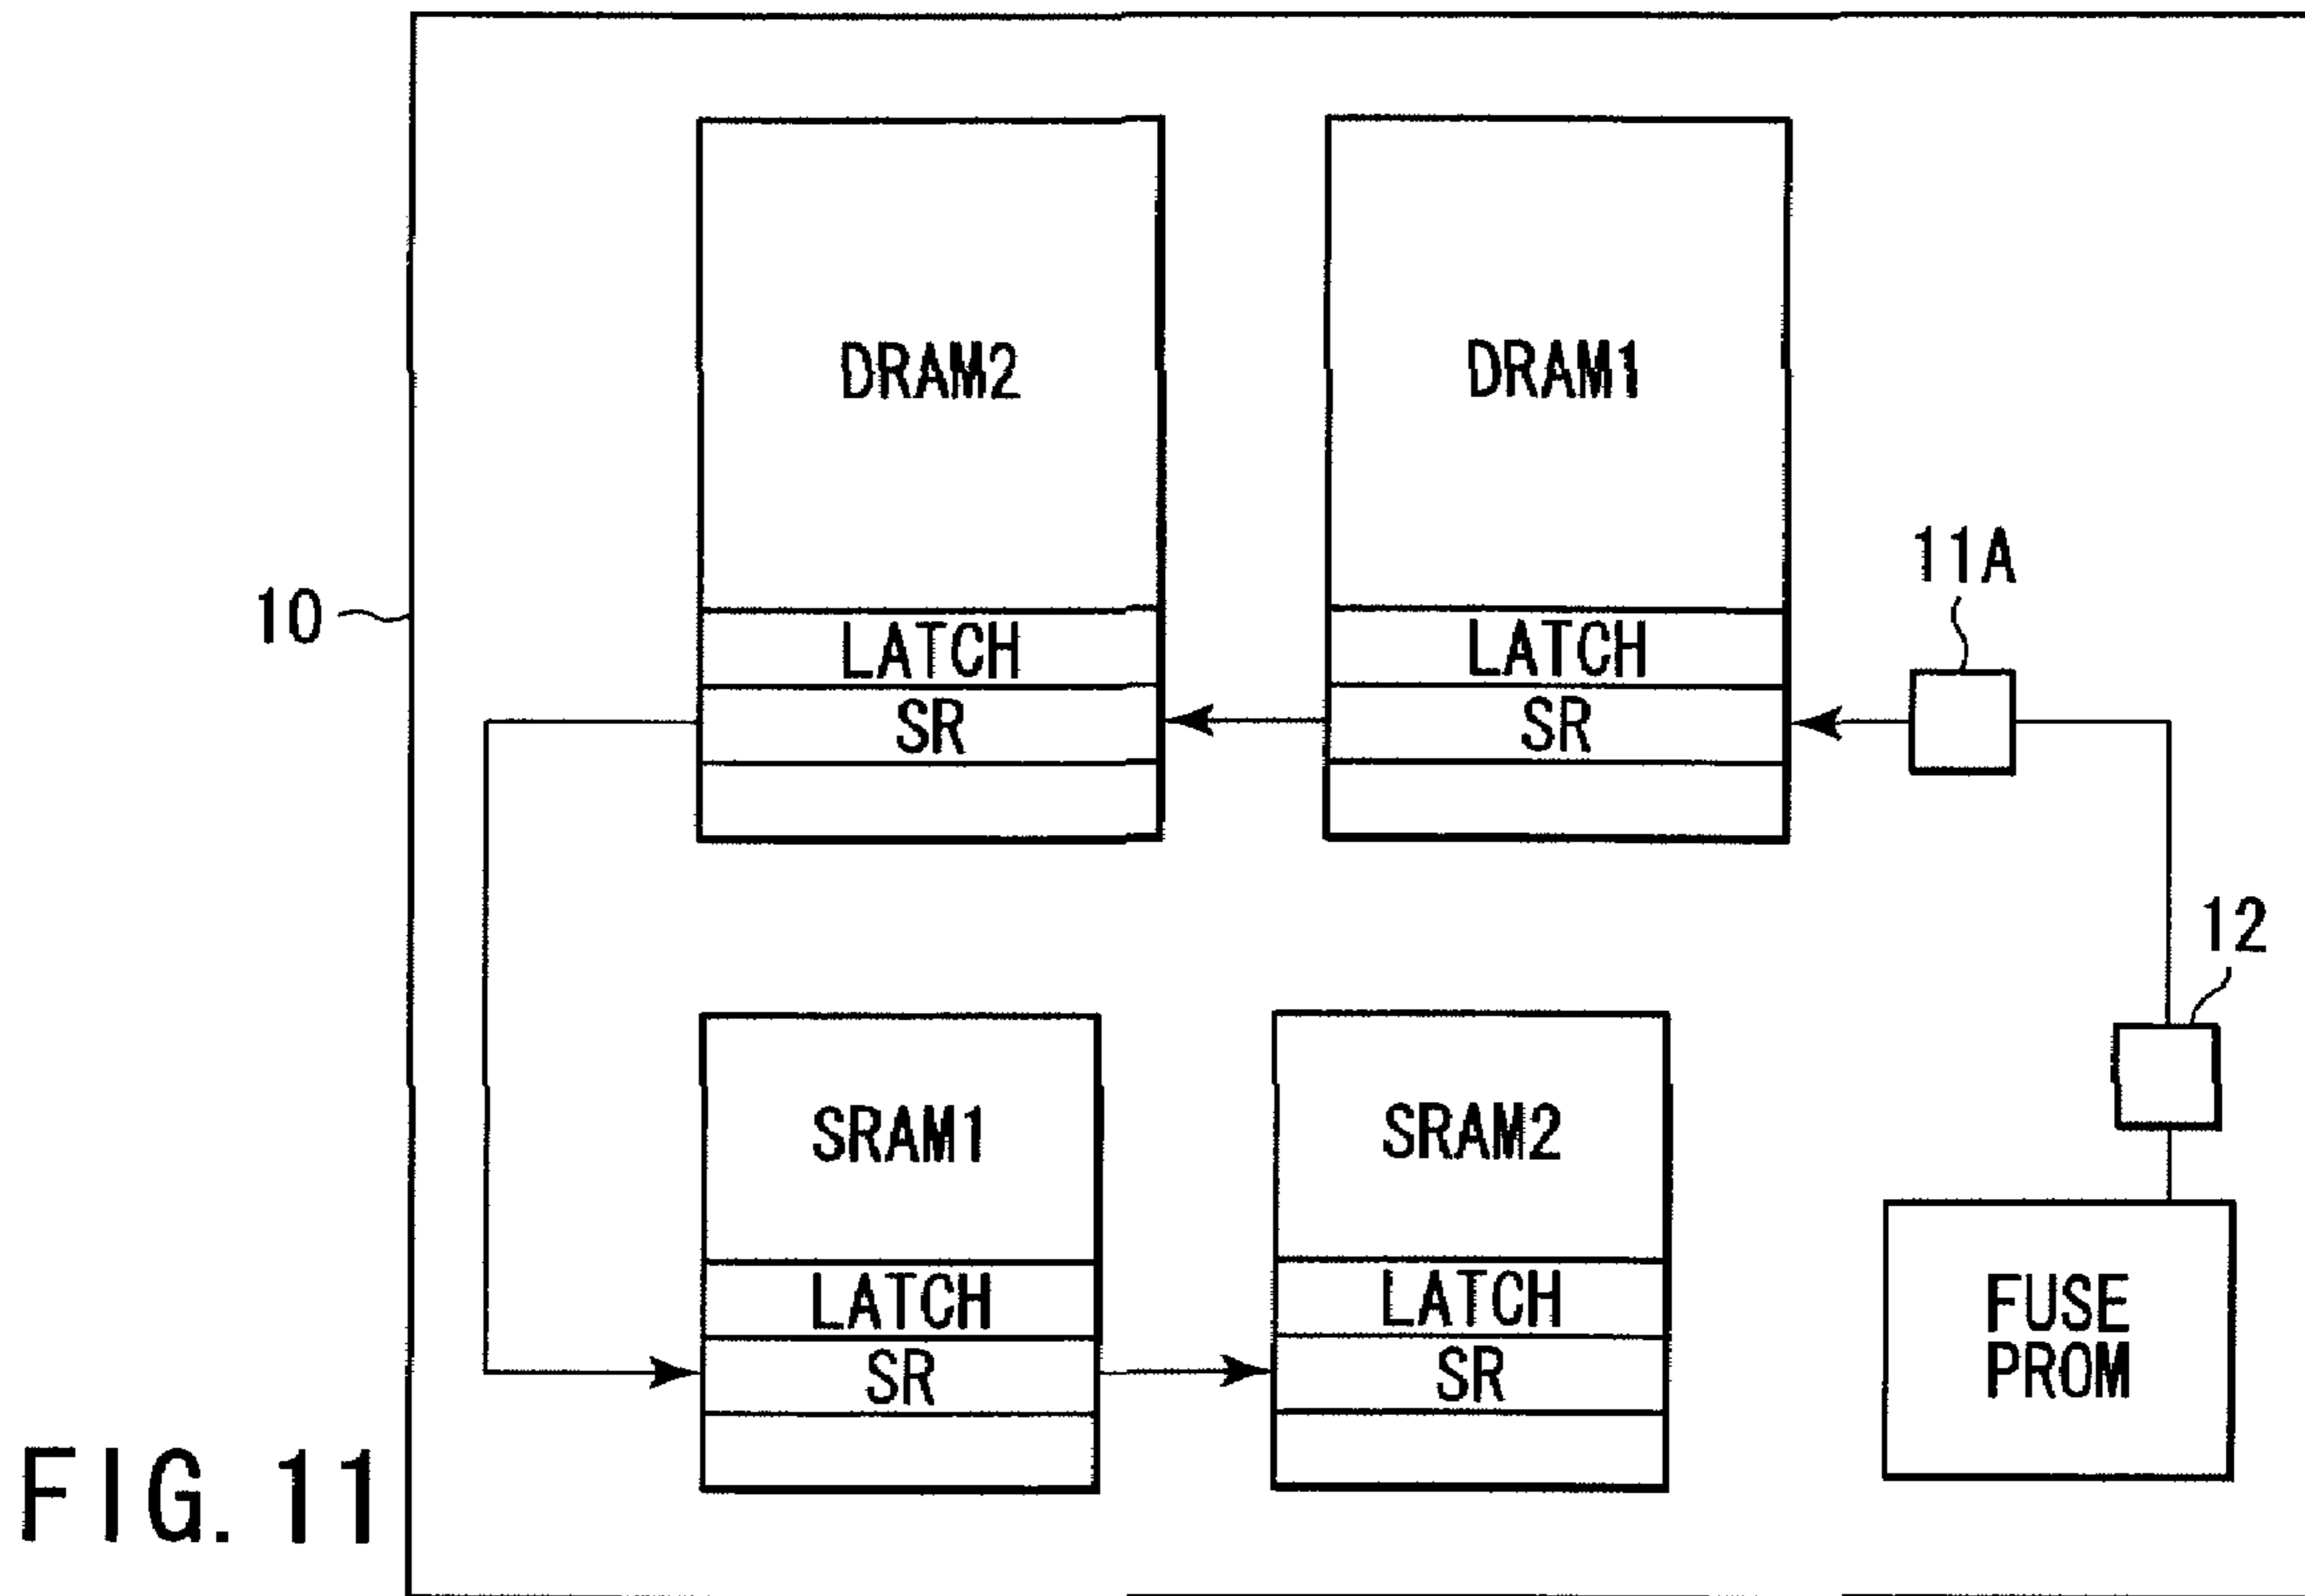 DRAM2
DRAM1
11A
10
LATCH
LATCH
SR
SR
12
SRAM1
SRAM2
LATCH
LATCH
FUSE
PROM
SR
SR
FIG. 11